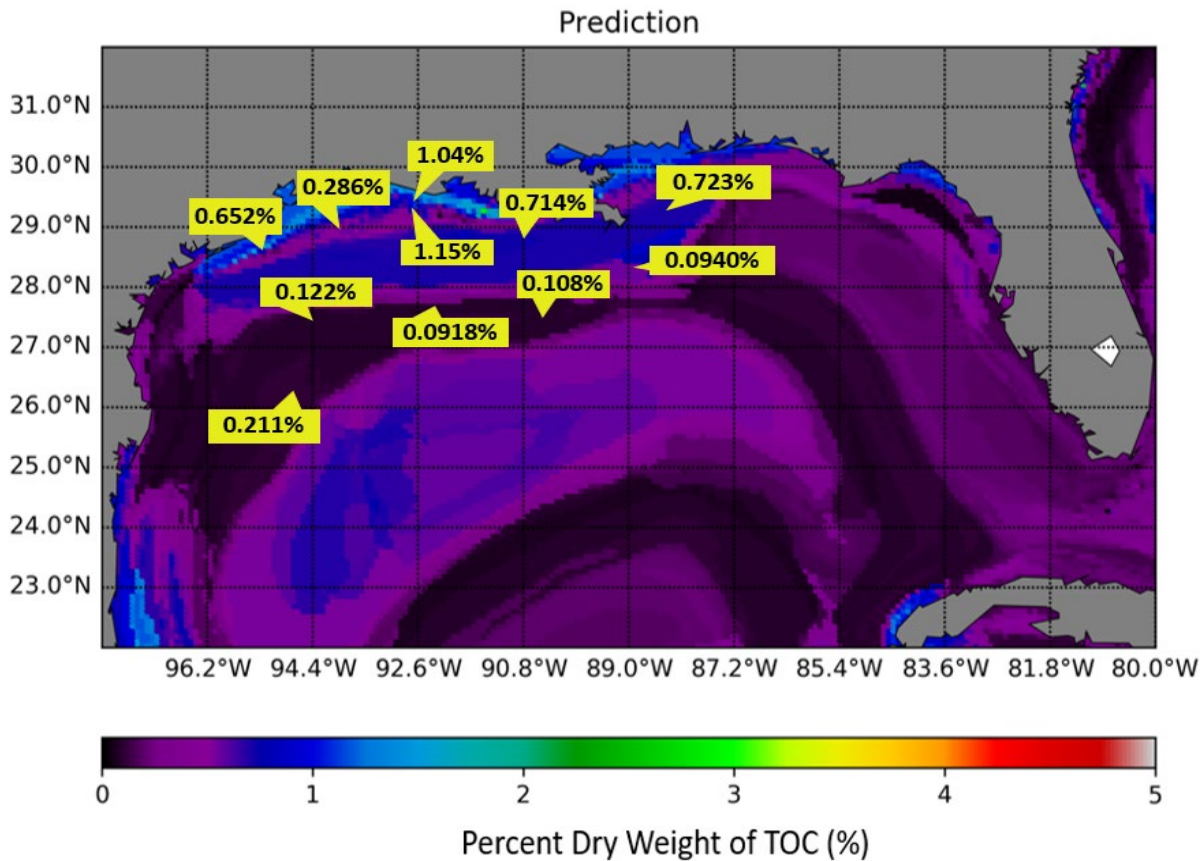 Prediction
31.0°N
30.0°N
29.0°N
28.0°N
27.0°N
26.0°N
25.0°N
24.0°N
23.0°N
1.04%
0.286%
0.723%
0.652%
0.714%
1.15%
0.0940%
0.122%
0.108%
0.0918%
0.211%
96.2°W 94.4°W 92.6°W 90.8°W 89.0°W 87.2°W 85.4°W 83.6°W 81.8°W 80.0°W
0 1 2 3 4 5
Percent Dry Weight of TOC (%)